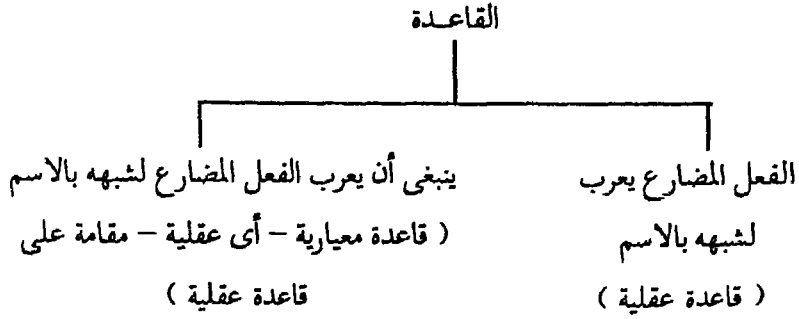 القاعـدة
الفعل المضارع يعرب
لشبهه بالاسم
( قاعدة عقلية )
ينبغى أن يعرب الفعل المضارع لشبهه بالاسم
( قاعدة معيارية – أى عقلية – مقامة على
قاعدة عقلية )